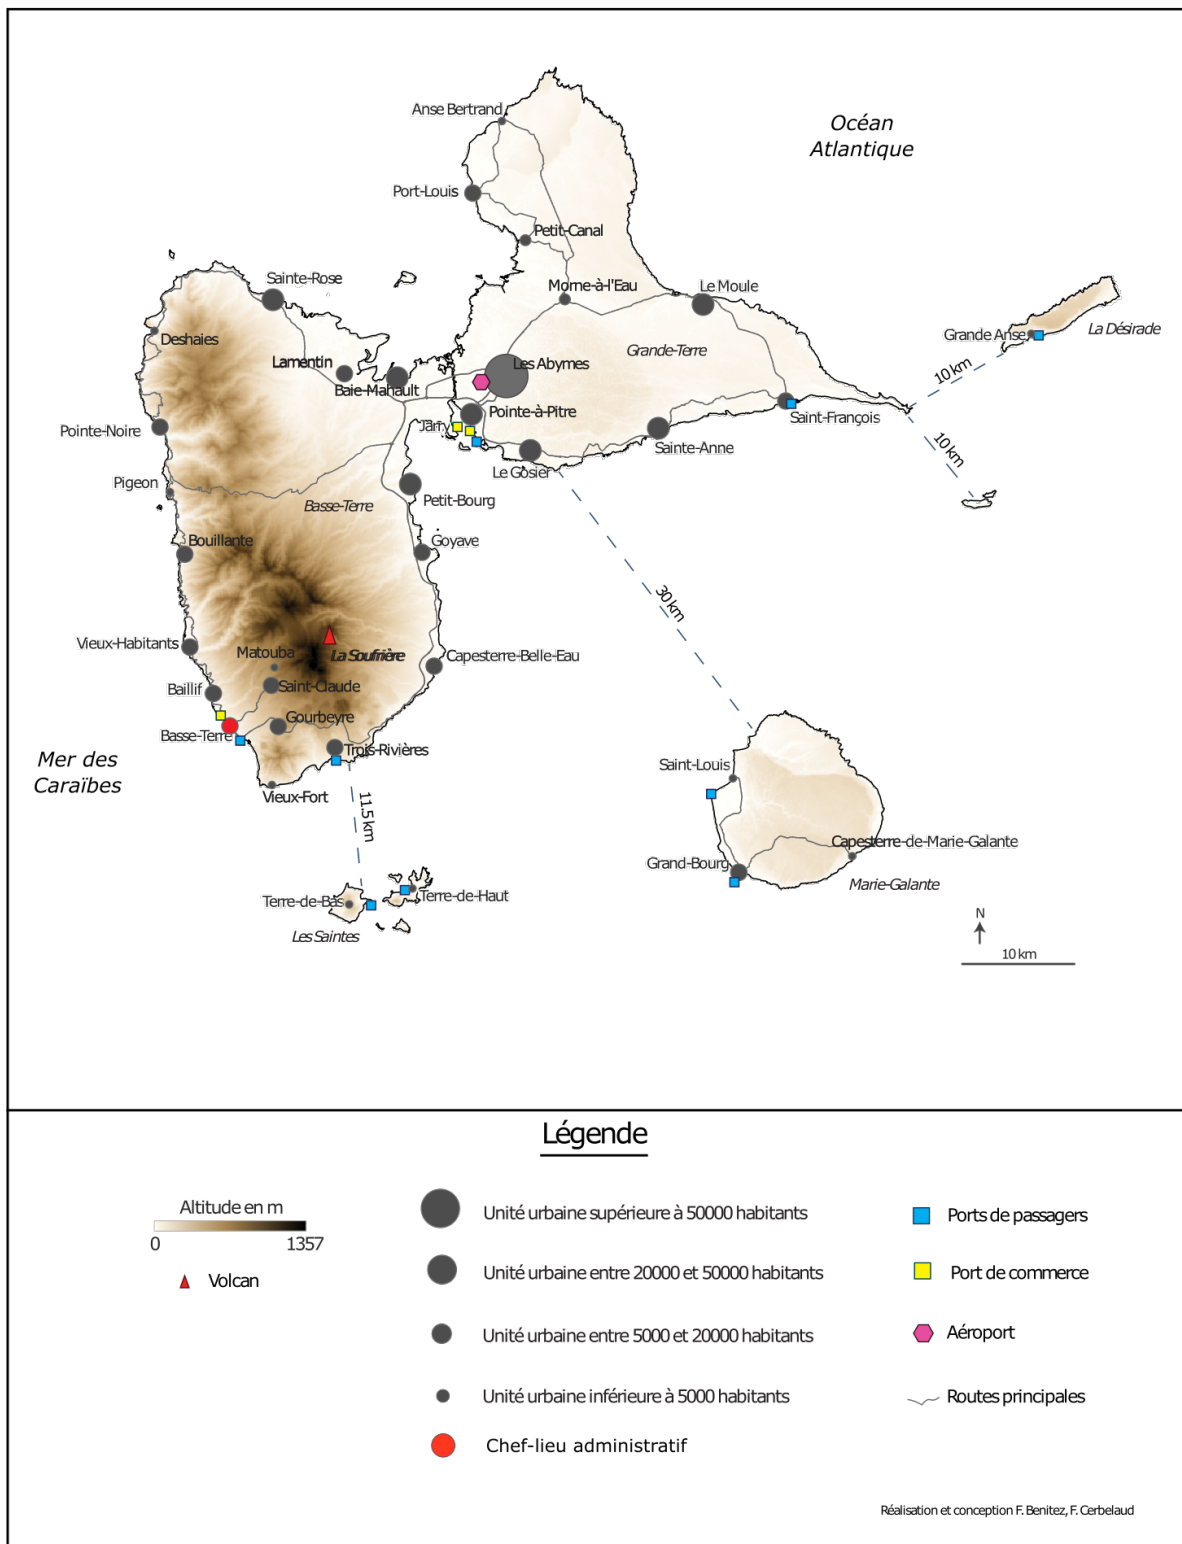 Anse Bertrand
Océan
Atlantique
Port-Louis
Petit-Canal
Sainte-Rose
Morne-à-l'Eau
Le Moule
Deshaies
Grande-Terre
Grande Anse
La Désirade
Lamentin
Les Abymes
10 km
Baie-Mahault
Pointe-à-Pitre
Saint-François
Jarry
Pointe-Noire
Sainte-Anne
10 km
Le Gosier
Pigeon
Basse-Terre
Petit-Bourg
Bouillante
Goyave
30 km
Vieux-Habitants
Matouba
La Soufrière
Capesterre-Belle-Eau
Baillif
Saint-Claude
Gourbeyre
Basse-Terre
Trois-Rivières
Mer des
Caraïbes
Saint-Louis
Vieux-Fort
11,5 km
Capesterre-de-Marie-Galante
Grand-Bourg
Marie-Galante
Terre-de-Bas
Terre-de-Haut
Les Saintes
N
10 km
Légende
Altitude en m
0 1357
Volcan
Unité urbaine supérieure à 50000 habitants
Unité urbaine entre 20000 et 50000 habitants
Unité urbaine entre 5000 et 20000 habitants
Unité urbaine inférieure à 5000 habitants
Chef-lieu administratif
Ports de passagers
Port de commerce
Aéroport
Routes principales
Réalisation et conception F. Benitez, F. Cerbelaud